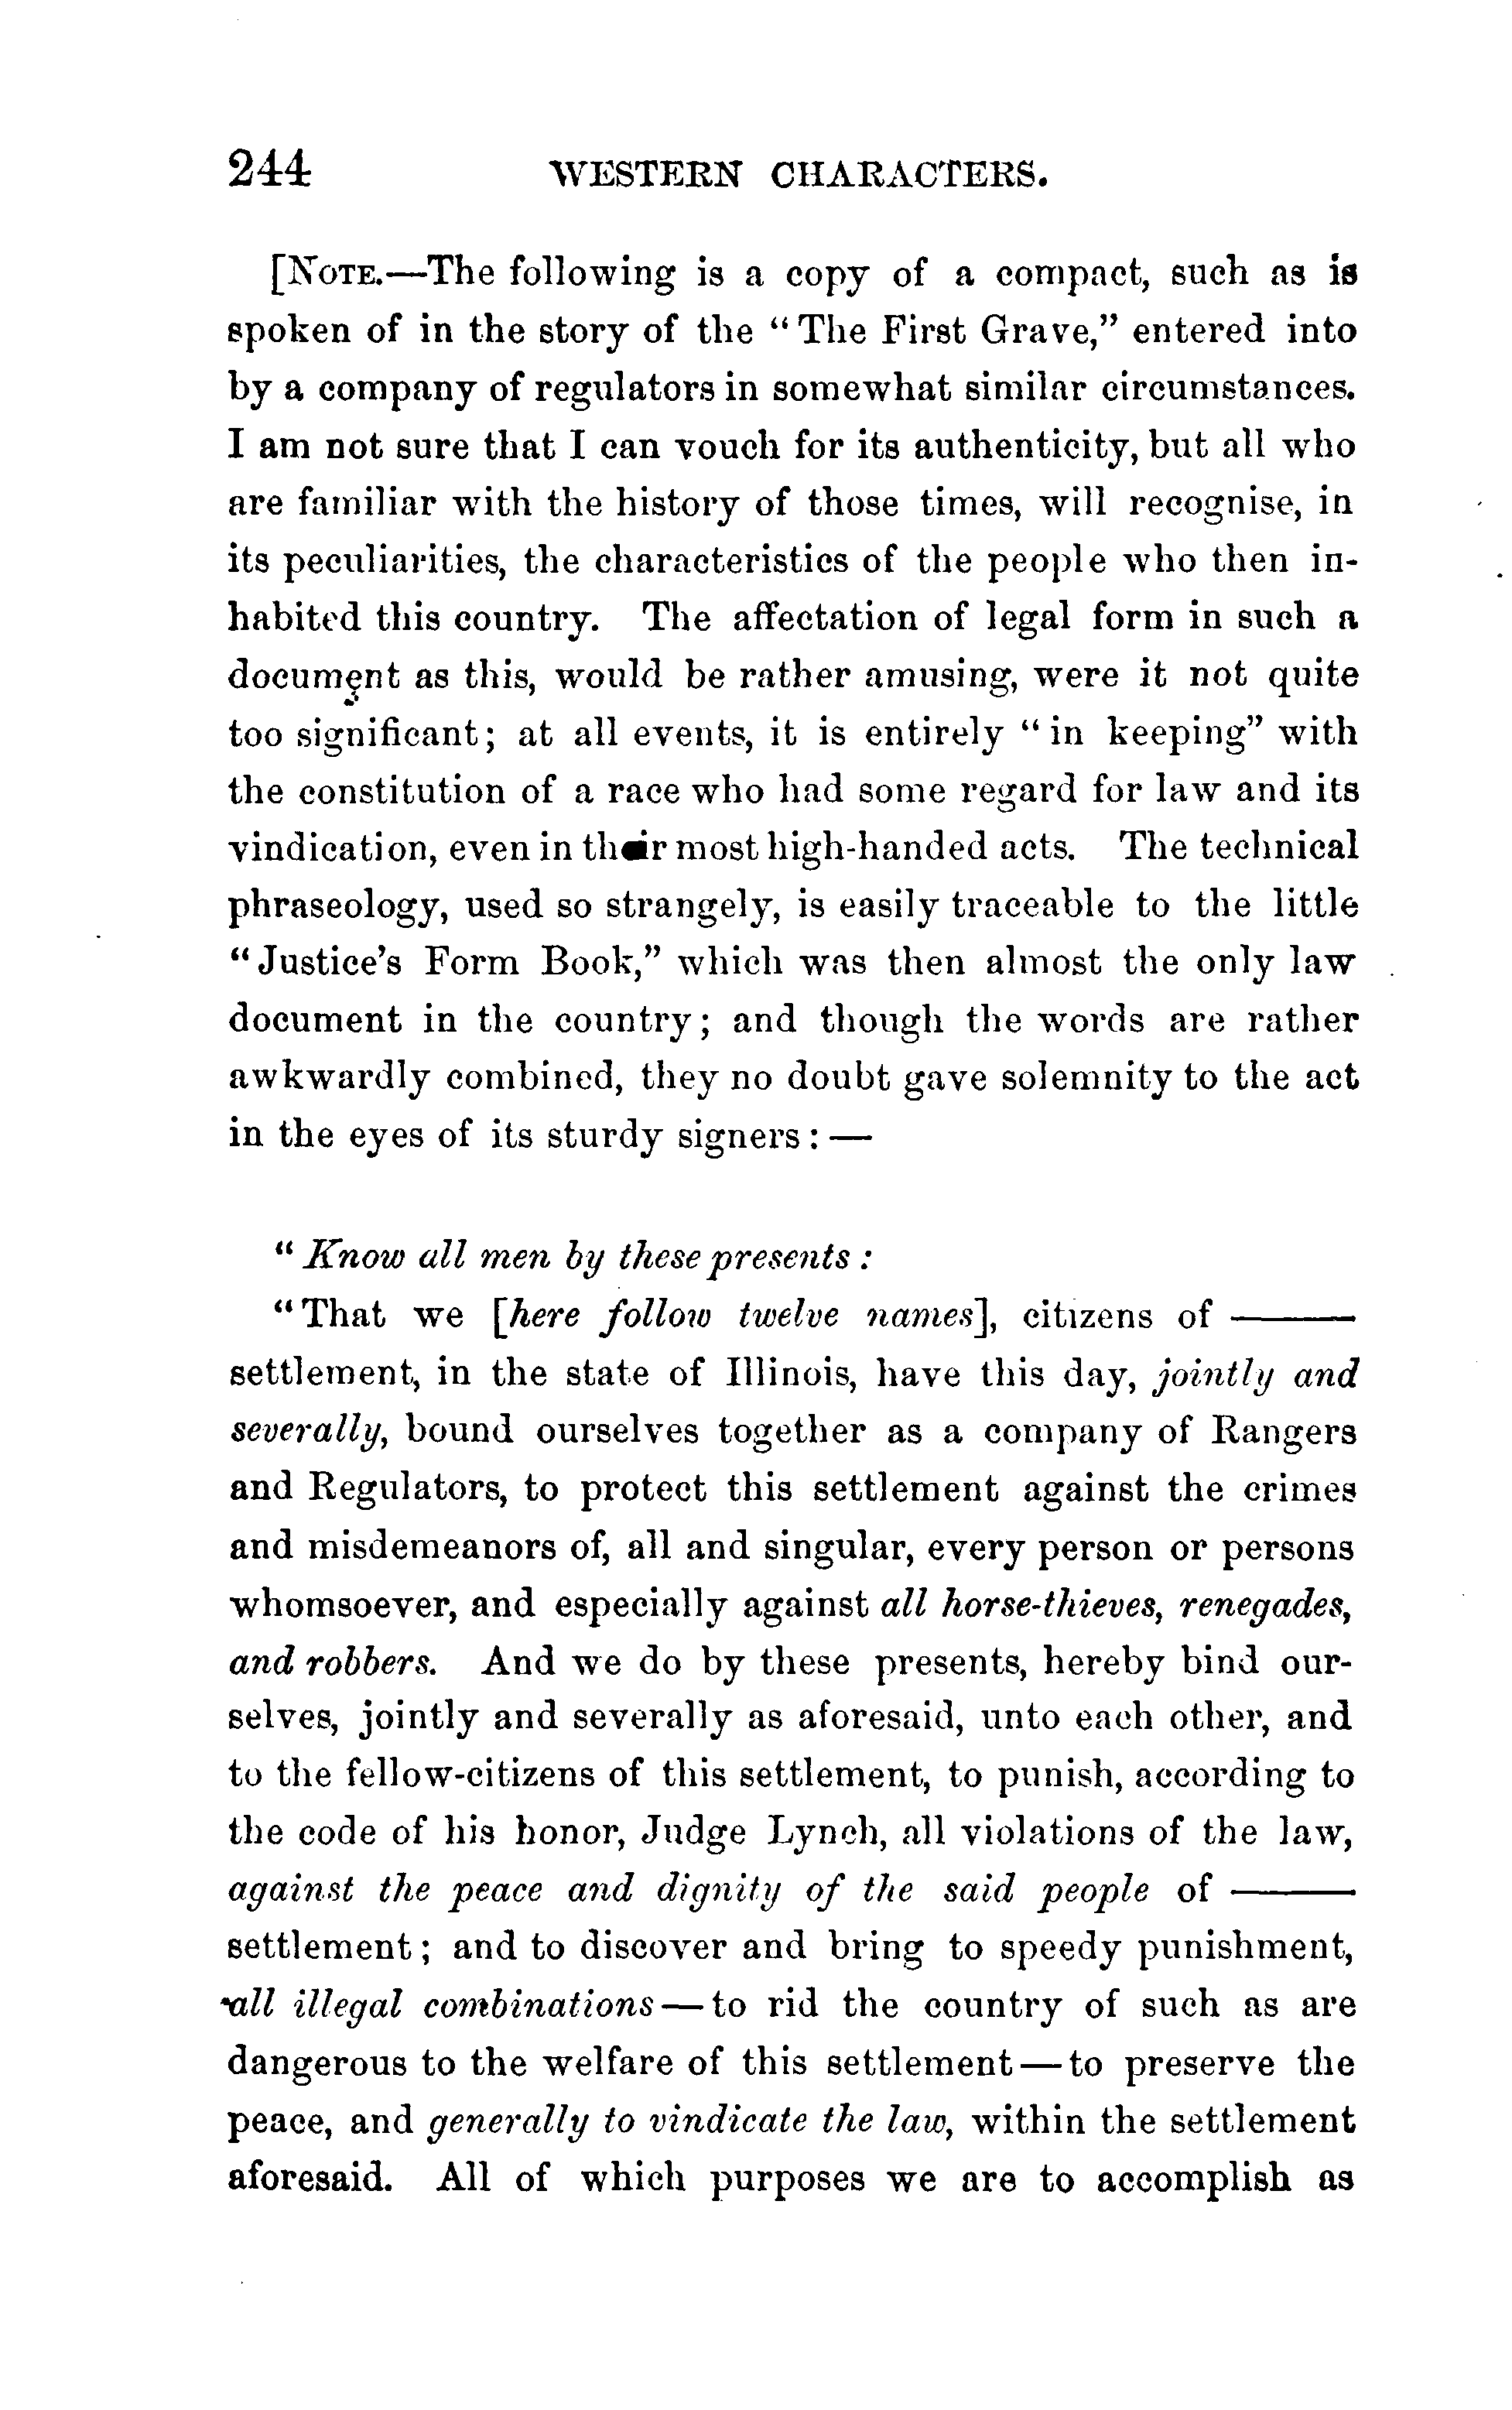 244 WESTERN CHARACTERS.
[NOTE.—The following is a copy of a compact, such as is
spoken of in the story of the “The First Grave,” entered into
by a company of regulators in somewhat similar circumstances.
I am not sure that I can vouch for its authenticity, but all who
are familiar with the history of those times, will recognise, in
its peculiarities, the characteristics of the people who then in-
habited this country. The affectation of legal form in such a
document as this, would be rather amusing, were it not quite
too significant; at all events, it is entirely “in keeping” with
the constitution of a race who had some regard for law and its
vindication, even in their most high-handed acts. The technical
phraseology, used so strangely, is easily traceable to the little
“Justice’s Form Book,” which was then almost the only law
document in the country; and though the words are rather
awkwardly combined, they no doubt gave solemnity to the act
in the eyes of its sturdy signers:—
“Know all men by these presents:
“That we [here follow twelve names], citizens of ———
settlement, in the state of Illinois, have this day, jointly and
severally, bound ourselves together as a company of Rangers
and Regulators, to protect this settlement against the crimes
and misdemeanors of, all and singular, every person or persons
whomsoever, and especially against all horse-thieves, renegades,
and robbers. And we do by these presents, hereby bind our-
selves, jointly and severally as aforesaid, unto each other, and
to the fellow-citizens of this settlement, to punish, according to
the code of his honor, Judge Lynch, all violations of the law,
against the peace and dignity of the said people of ———
settlement; and to discover and bring to speedy punishment,
all illegal combinations—to rid the country of such as are
dangerous to the welfare of this settlement—to preserve the
peace, and generally to vindicate the law, within the settlement
aforesaid. All of which purposes we are to accomplish as